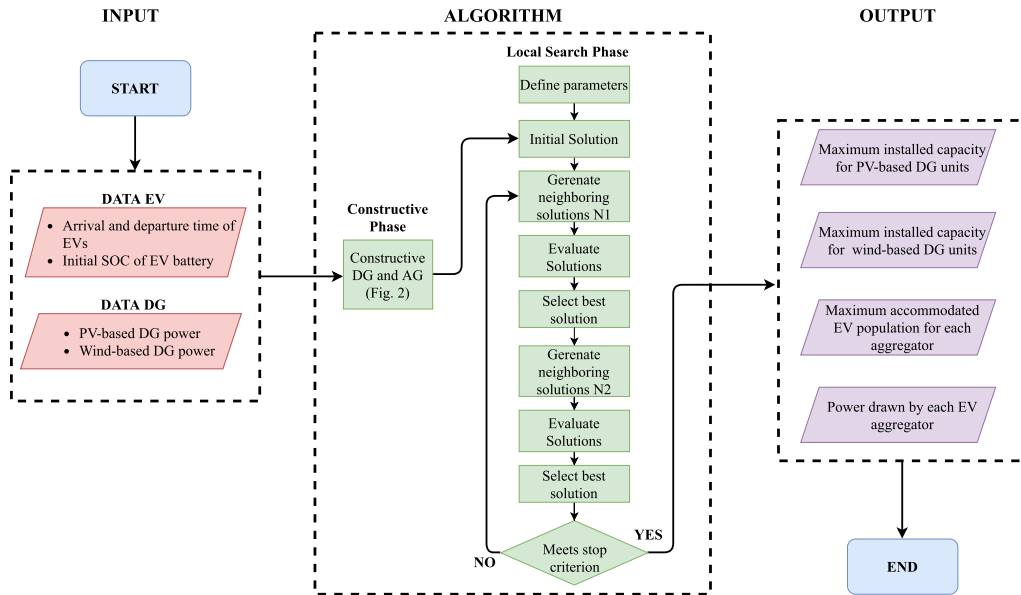 INPUT
START
DATA EV
• Arrival and departure time of
EVs
• Initial SOC of EV battery
DATA DG
• PV-based DG power
• Wind-based DG power
ALGORITHM
Constructive
Phase
Constructive
DG and AG
(Fig. 2)
Local Search Phase
Define parameters
Initial Solution
Gerenate
neighboring
solutions N1
Evaluate
Solutions
Select best
solution
Gerenate
neighboring
solutions N2
Evaluate
Solutions
Select best
solution
Meets stop
criterion
NO
YES
OUTPUT
Maximum installed capacity
for PV-based DG units
Maximum installed capacity
for wind-based DG units
Maximum accommodated
EV population for each
aggregator
Power drawn by each EV
aggregator
END